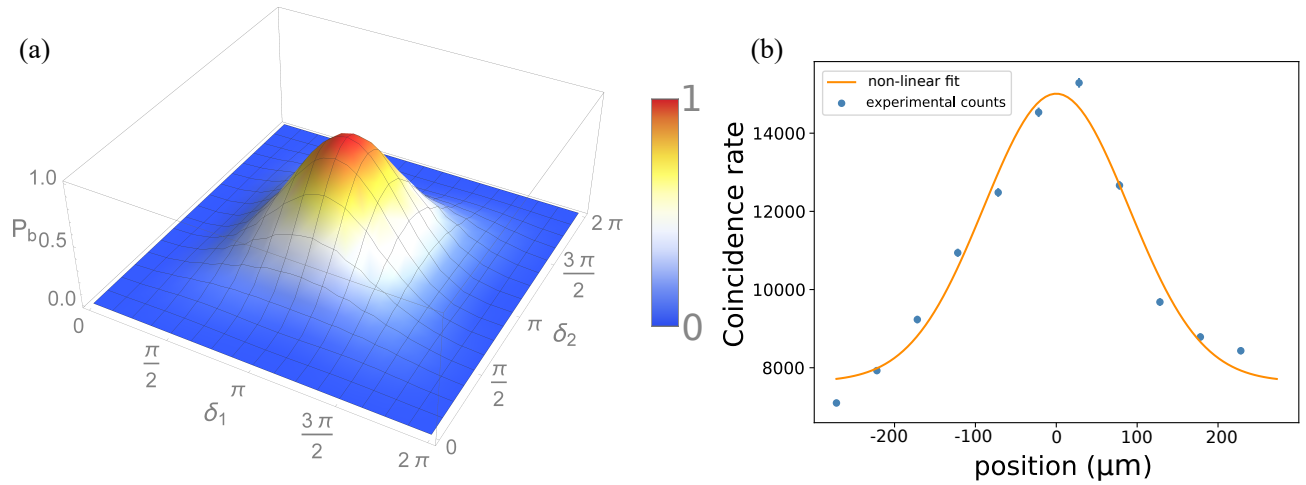 (a)
1.0
P_b 0.5
0.0
0
π/2
π
δ_1
3π/2
2π
0
π/2
π
δ_2
3π/2
2π
1
0
(b)
non-linear fit
experimental counts
Coincidence rate
14000
12000
10000
8000
-200 -100 0 100 200
position (μm)